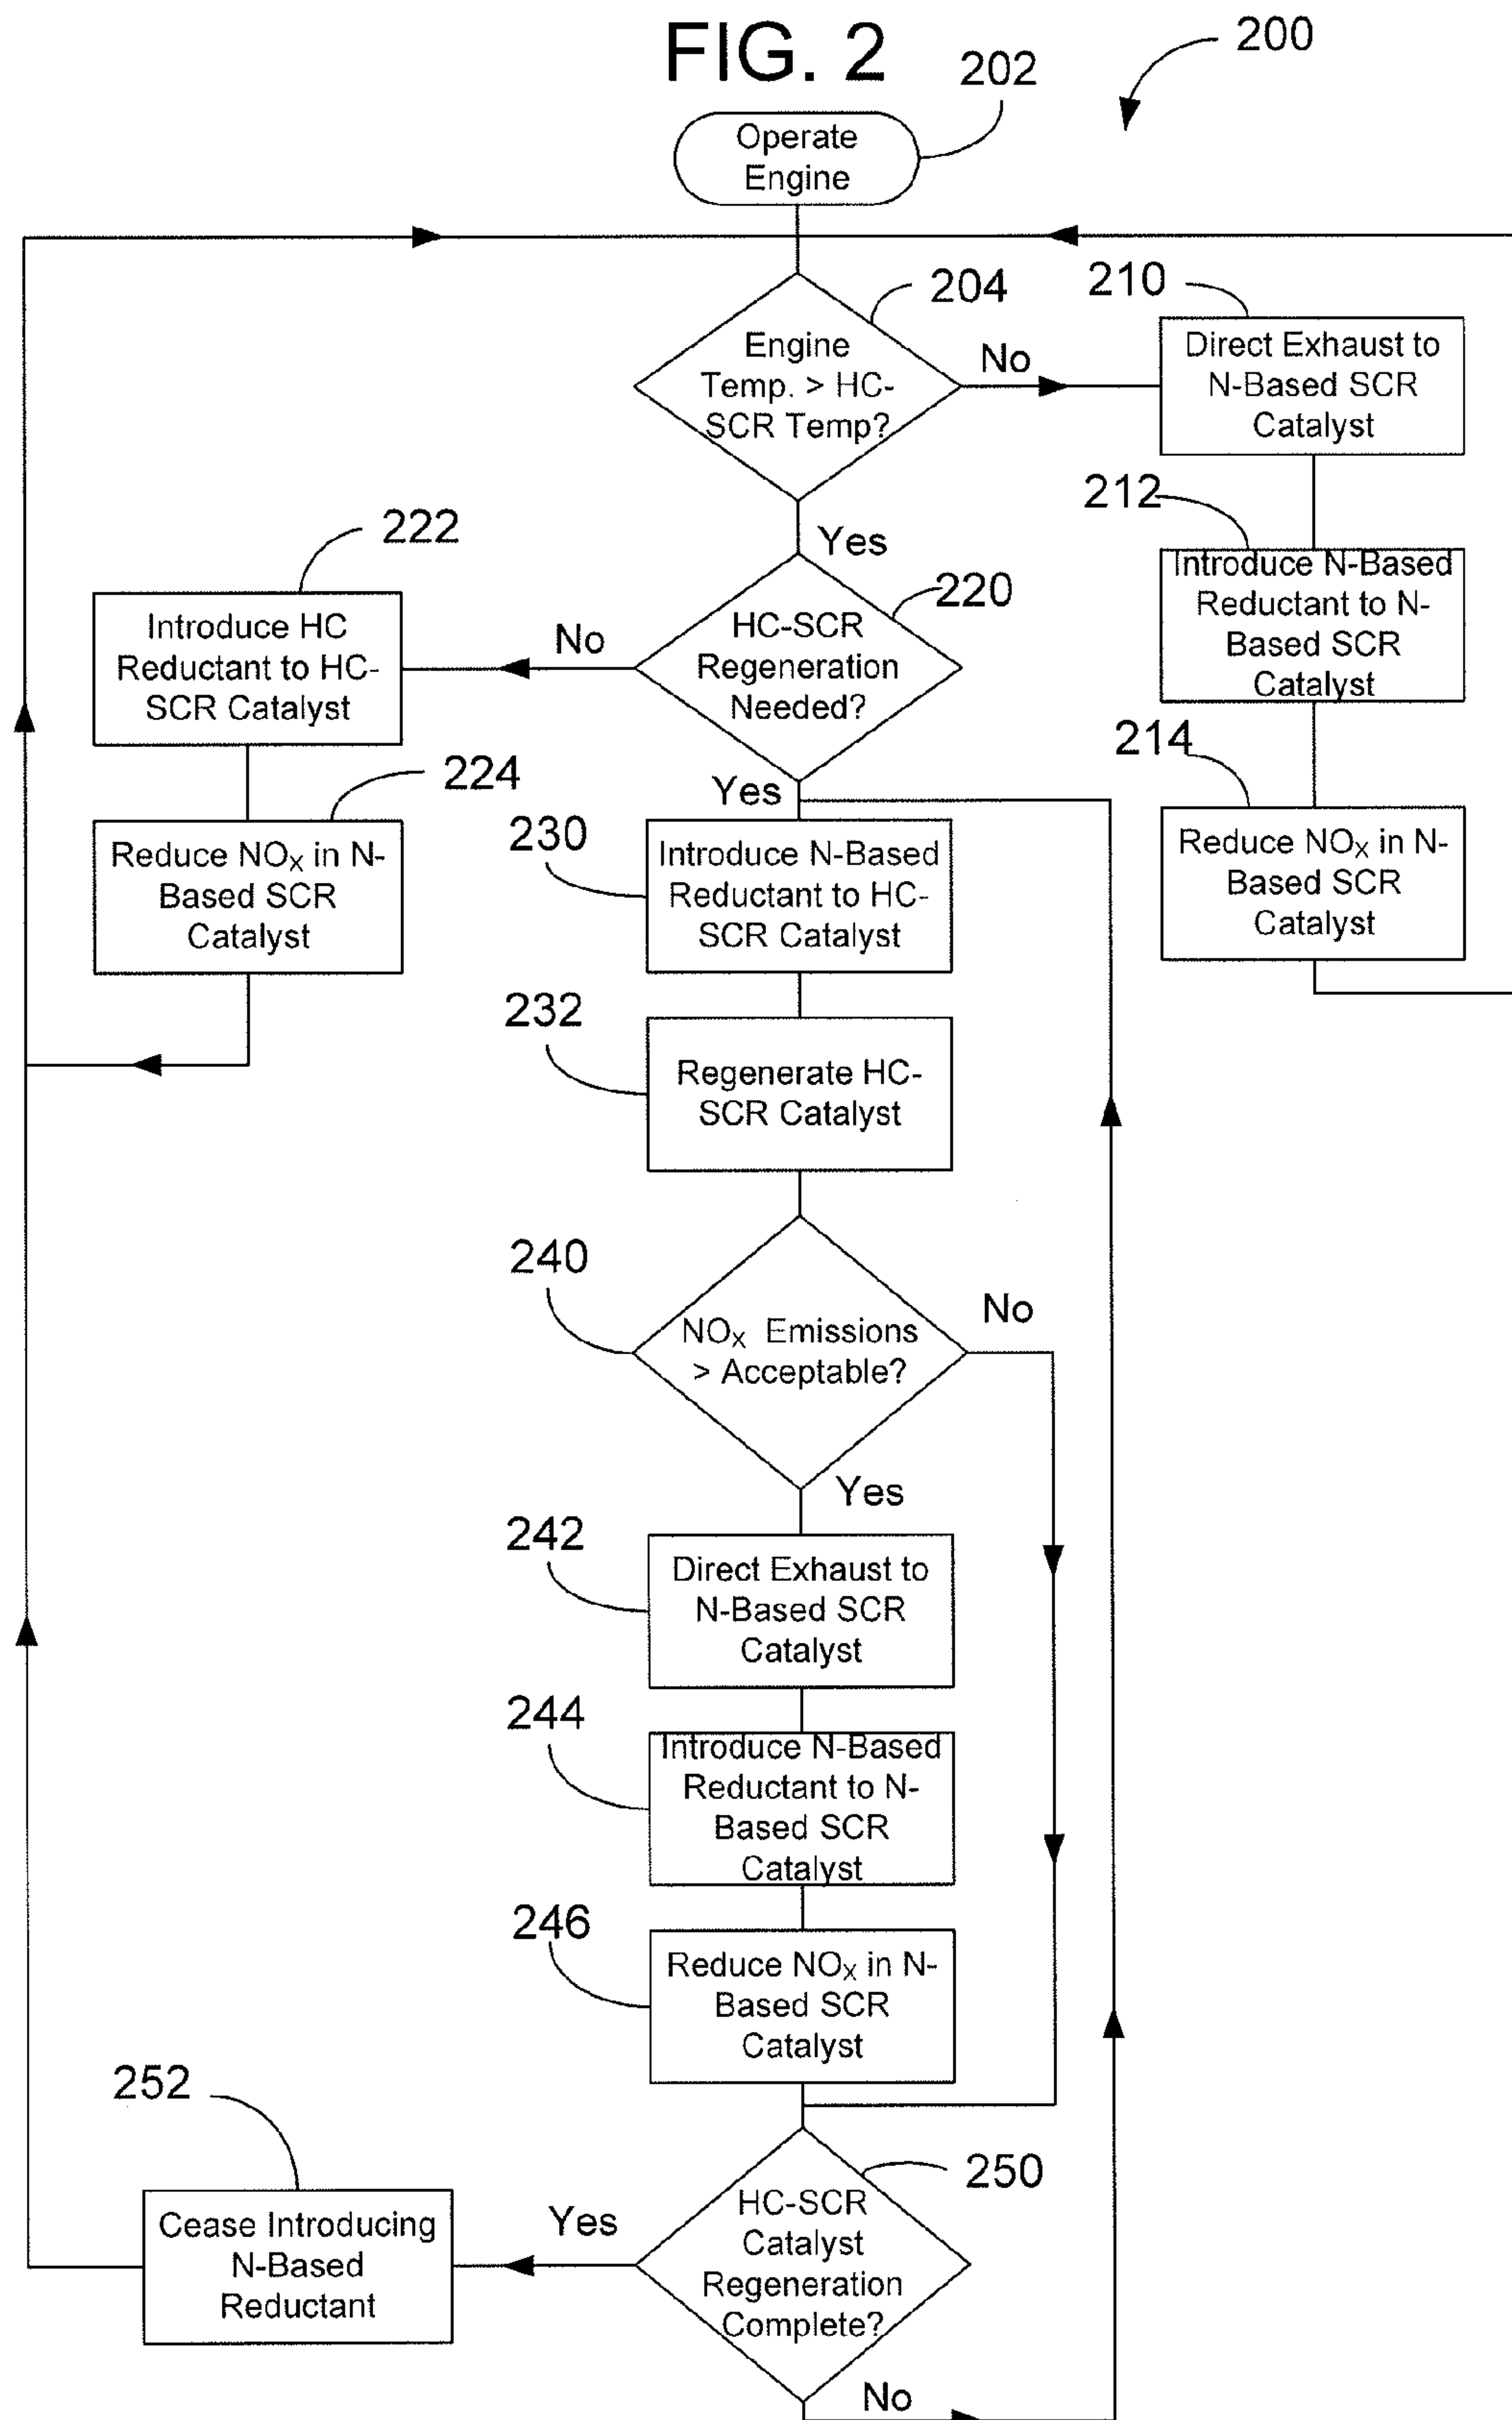 FIG. 2
200
202
Operate
Engine
204
Engine
Temp. > HC-
SCR Temp?
No
Yes
210
Direct Exhaust to
N-Based SCR
Catalyst
212
Introduce N-Based
Reductant to N-
Based SCR
Catalyst
214
Reduce NOX in N-
Based SCR
Catalyst
220
HC-SCR
Regeneration
Needed?
No
Yes
222
Introduce HC
Reductant to HC-
SCR Catalyst
224
Reduce NOX in N-
Based SCR
Catalyst
230
Introduce N-Based
Reductant to HC-
SCR Catalyst
232
Regenerate HC-
SCR Catalyst
240
NOX Emissions
> Acceptable?
No
Yes
242
Direct Exhaust to
N-Based SCR
Catalyst
244
Introduce N-Based
Reductant to N-
Based SCR
Catalyst
246
Reduce NOX in N-
Based SCR
Catalyst
250
HC-SCR
Catalyst
Regeneration
Complete?
Yes
No
252
Cease Introducing
N-Based
Reductant